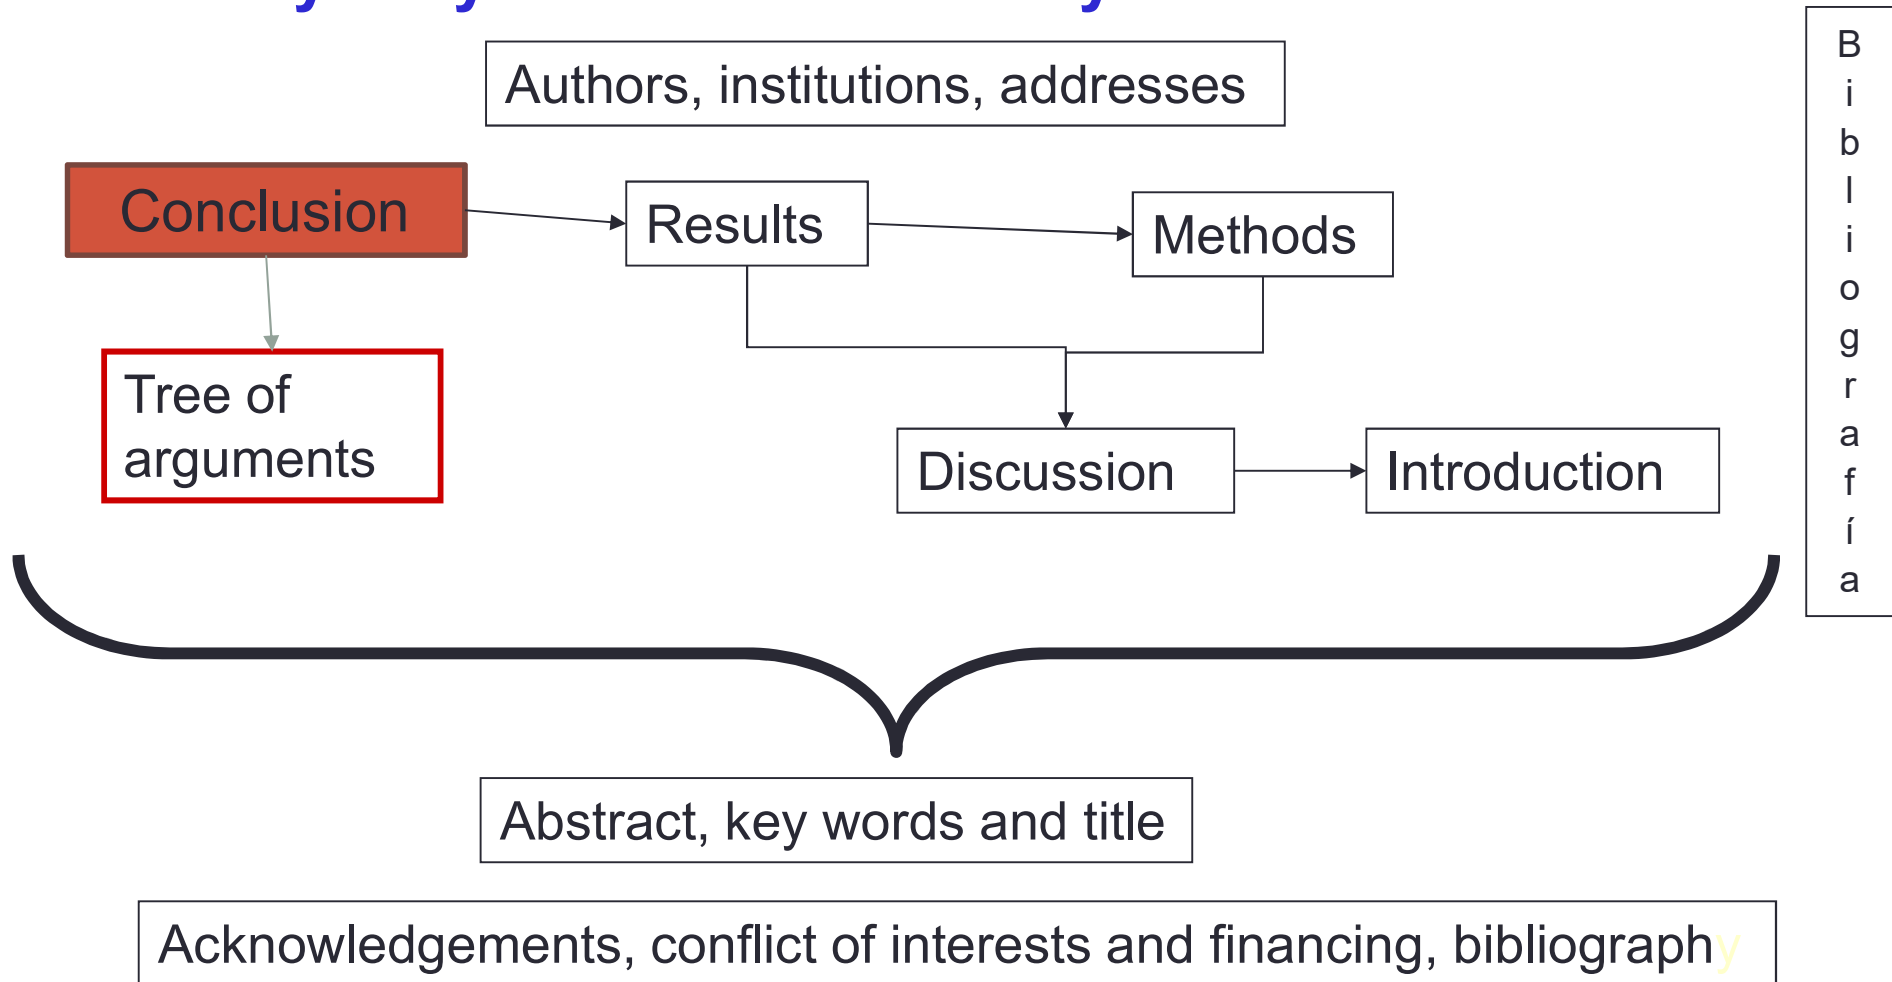 Authors, institutions, addresses
Conclusion
Results
Methods
Tree of
arguments
Discussion
Introduction
Abstract, key words and title
Acknowledgements, conflict of interests and financing, bibliography
B
i
b
l
i
o
g
r
a
f
í
a